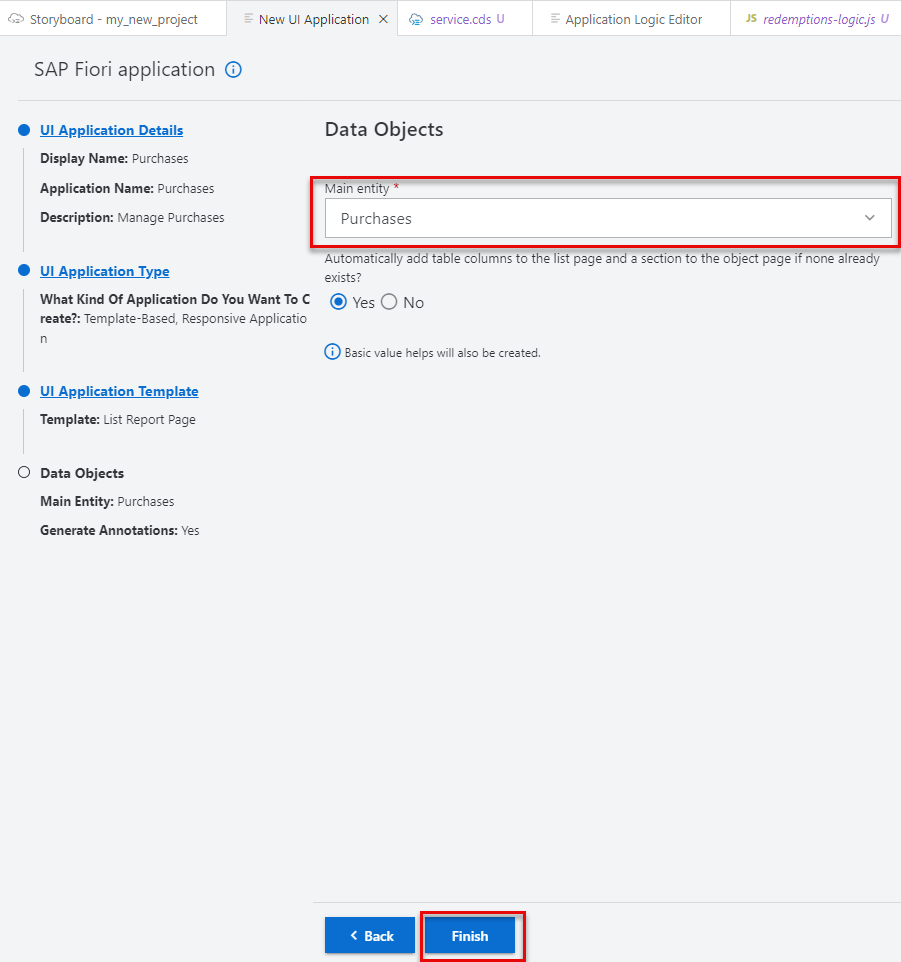 Storyboard - my_new_project
New UI Application
service.cds U
Application Logic Editor
JS redemptions-logic.js U
SAP Fiori application
UI Application Details
Display Name: Purchases
Application Name: Purchases
Description: Manage Purchases
UI Application Type
What Kind Of Application Do You Want To C
reate?: Template-Based, Responsive Applicatio
n
UI Application Template
Template: List Report Page
Data Objects
Main Entity: Purchases
Generate Annotations: Yes
Data Objects
Main entity *
Purchases
Automatically add table columns to the list page and a section to the object page if none already
exists?
Yes No
Basic value helps will also be created.
Back
Finish